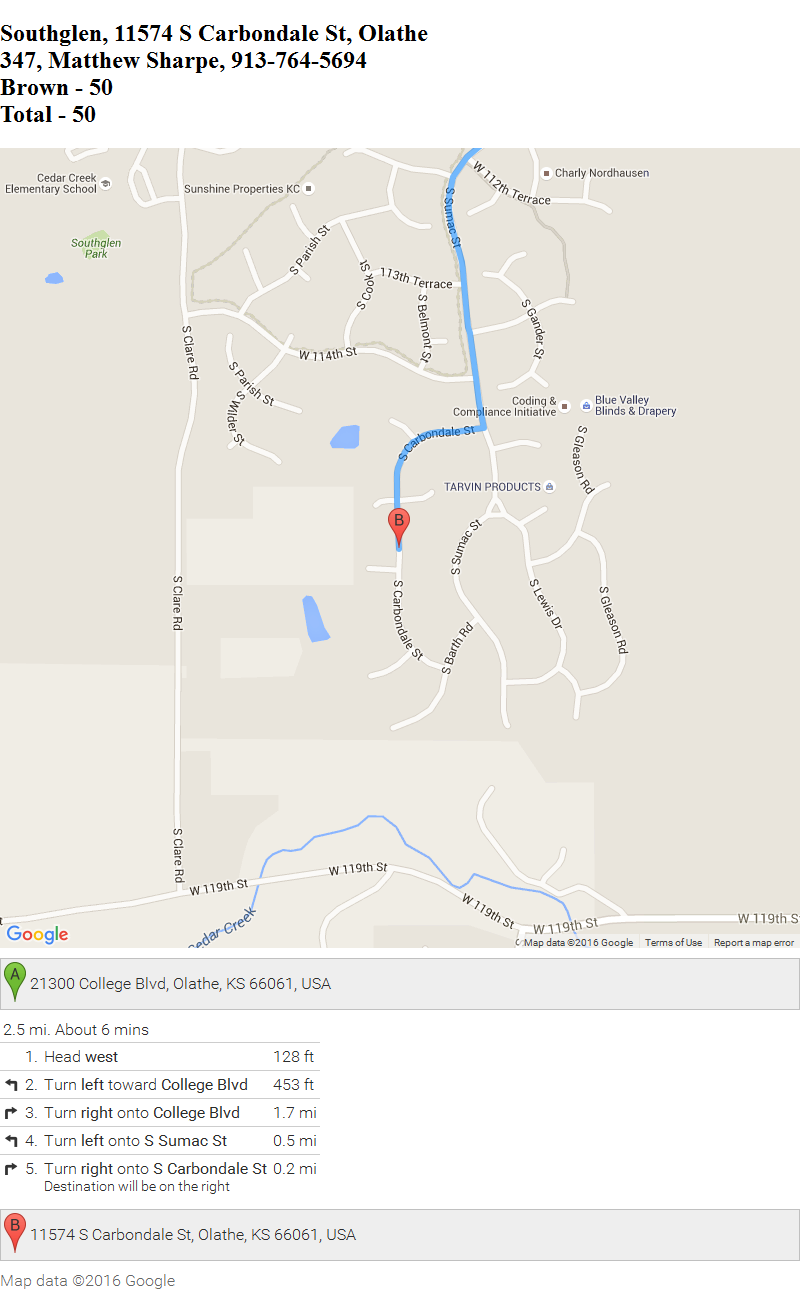 Southglen, 11574 S Carbondale St, Olathe
347, Matthew Sharpe, 913-764-5694
Brown - 50
Total - 50
Cedar Creek
Elementary School
Sunshine Properties KC
W 112th Terrace
Charly Nordhausen
S Sumac St
Southglen
Park
S Parish St
S Cook St
113th Terrace
S Belmont St
S Gander St
S Clare Rd
W 114th St
S Parish St
S Wilder St
Coding &
Compliance Initiative
Blue Valley
Blinds & Drapery
S Carbondale St
S Gleason Rd
TARVIN PRODUCTS
B
S Sumac St
S Clare Rd
S Carbondale St
S Lewis Dr
S Gleason Rd
S Barth Rd
S Clare Rd
W 119th St
W 119th St
W 119th St
W 119th St
W 119th S
Cedar Creek
Google
Map data ©2016 Google Terms of Use Report a map error
A 21300 College Blvd, Olathe, KS 66061, USA
2.5 mi. About 6 mins
1. Head west 128 ft
2. Turn left toward College Blvd 453 ft
3. Turn right onto College Blvd 1.7 mi
4. Turn left onto S Sumac St 0.5 mi
5. Turn right onto S Carbondale St 0.2 mi
Destination will be on the right
B 11574 S Carbondale St, Olathe, KS 66061, USA
Map data ©2016 Google